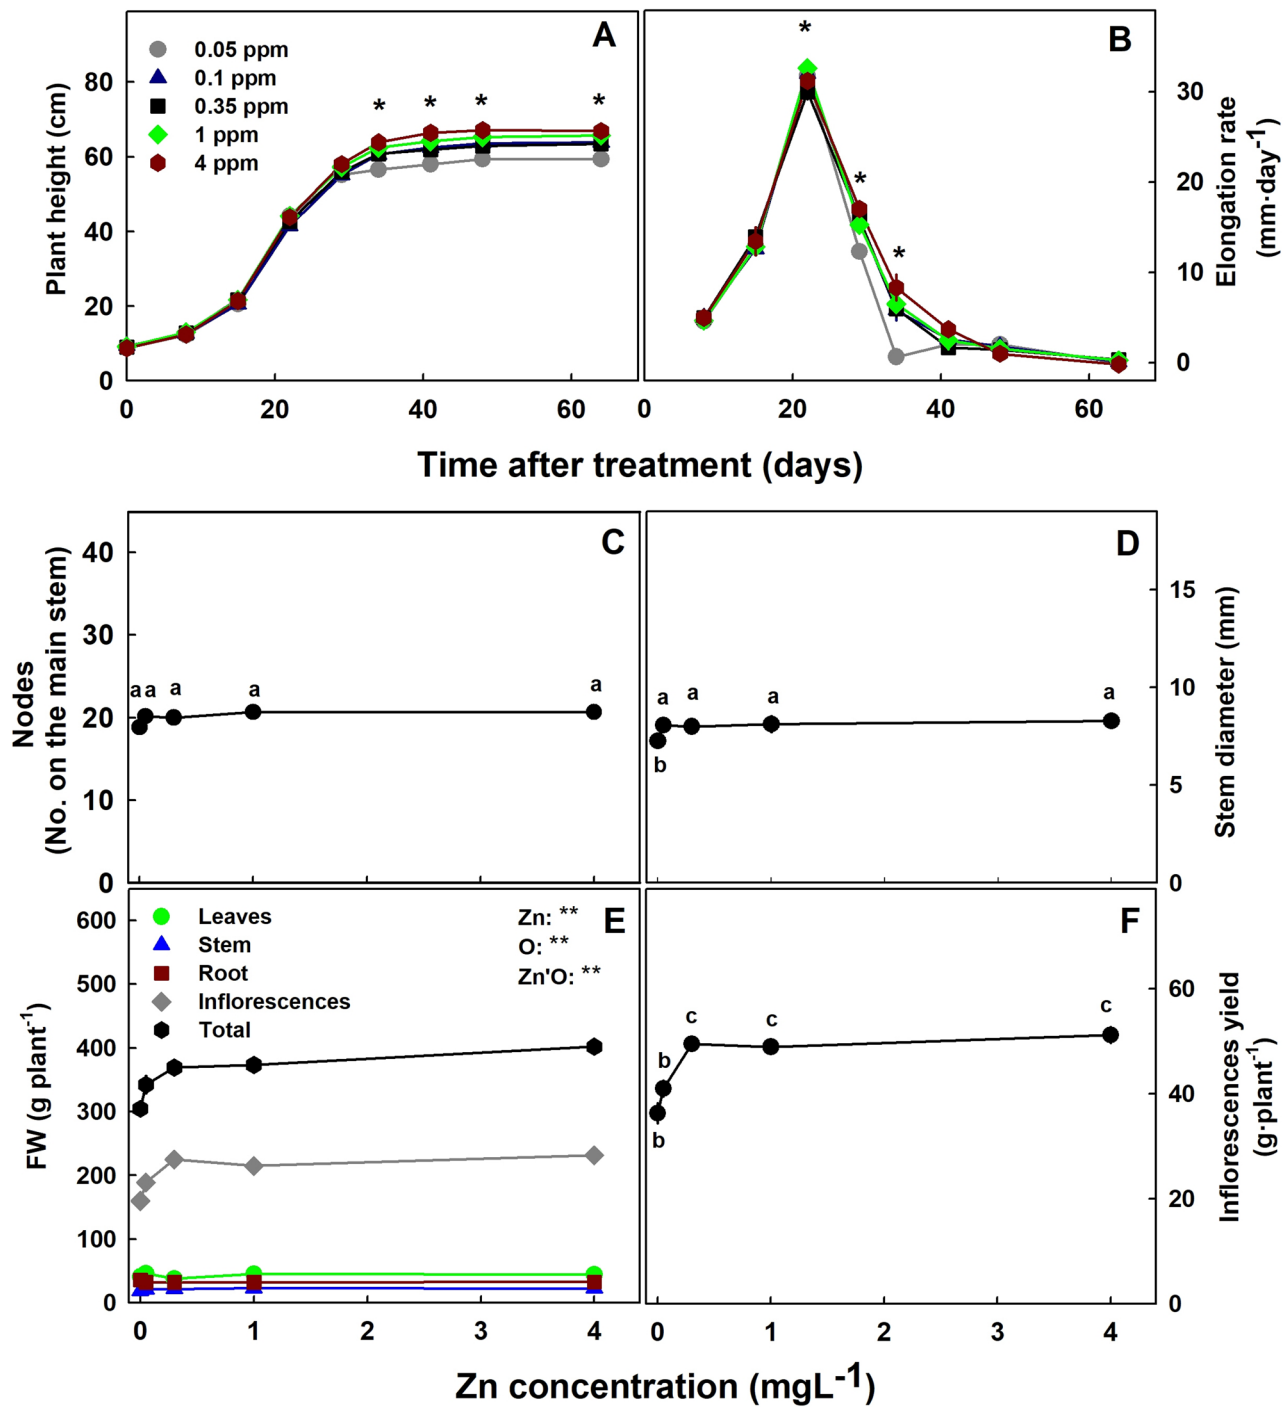 A
0.05 ppm
0.1 ppm
0.35 ppm
1 ppm
4 ppm
* * * *
Plant height (cm)
80
60
40
20
0
0 20 40 60
B
*
*
*
Elongation rate
(mm·day-1)
30
20
10
0
0 20 40 60
Time after treatment (days)
C
Nodes
(No. on the main stem)
40
30
20
10
0
a a a a a
D
Stem diameter (mm)
15
10
5
0
a a a a
b
E
Leaves
Stem
Root
Inflorescences
Total
Zn: **
O: **
Zn'O: **
FW (g plant-1)
600
500
400
300
200
100
0
0 1 2 3 4
F
Inflorescences yield
(g·plant-1)
60
40
20
0
b b c c c
0 1 2 3 4
Zn concentration (mgL-1)